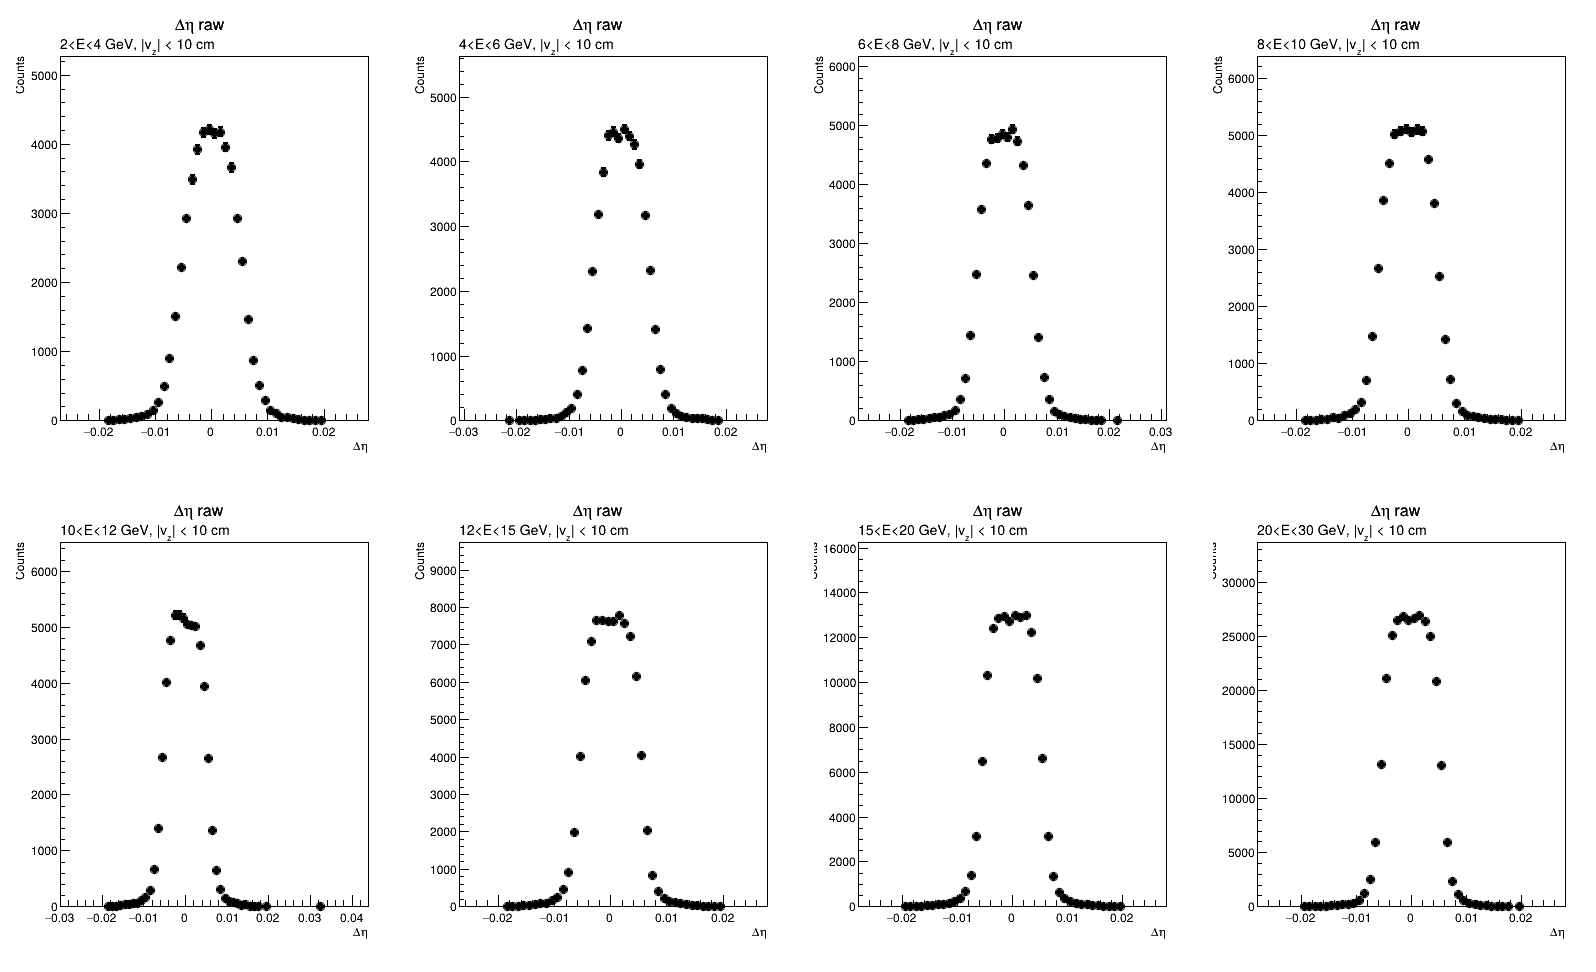 Δη raw
2<E<4 GeV, |v_z| < 10 cm
Counts
5000
4000
3000
2000
1000
0
−0.02 −0.01 0 0.01 0.02
Δη
Δη raw
4<E<6 GeV, |v_z| < 10 cm
Counts
5000
4000
3000
2000
1000
0
−0.03 −0.02 −0.01 0 0.01 0.02
Δη
Δη raw
6<E<8 GeV, |v_z| < 10 cm
Counts
6000
5000
4000
3000
2000
1000
0
−0.02 −0.01 0 0.01 0.02 0.03
Δη
Δη raw
8<E<10 GeV, |v_z| < 10 cm
Counts
6000
5000
4000
3000
2000
1000
0
−0.02 −0.01 0 0.01 0.02
Δη
Δη raw
10<E<12 GeV, |v_z| < 10 cm
Counts
6000
5000
4000
3000
2000
1000
0
−0.03 −0.02 −0.01 0 0.01 0.02 0.03 0.04
Δη
Δη raw
12<E<15 GeV, |v_z| < 10 cm
Counts
9000
8000
7000
6000
5000
4000
3000
2000
1000
0
−0.02 −0.01 0 0.01 0.02
Δη
Δη raw
15<E<20 GeV, |v_z| < 10 cm
Counts
16000
14000
12000
10000
8000
6000
4000
2000
0
−0.02 −0.01 0 0.01 0.02
Δη
Δη raw
20<E<30 GeV, |v_z| < 10 cm
Counts
30000
25000
20000
15000
10000
5000
0
−0.02 −0.01 0 0.01 0.02
Δη